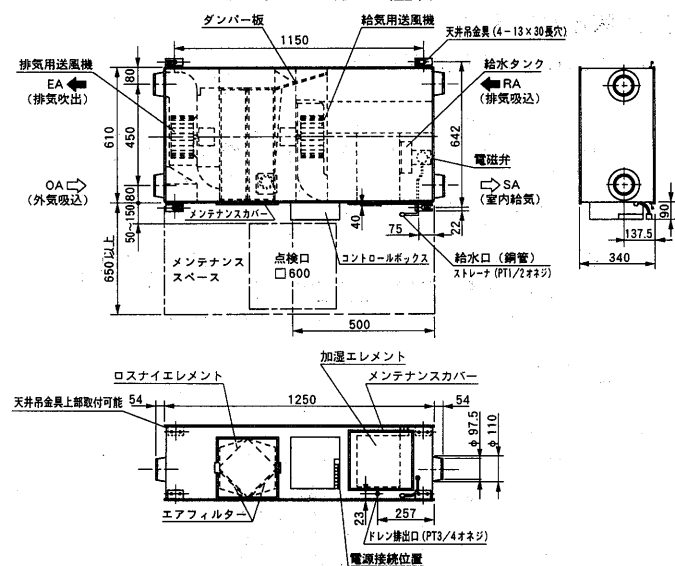 ダンパー板
給気用送風機
1150
天井吊金具(4-13×30長穴)
排気用送風機
給水タンク
EA
(排気吹出)
RA
(排気吸込)
80
610
450
642
電磁弁
OA
(外気吸込)
SA
(室内給気)
80
メンテナンスカバー
40
75
22
90
50~150
137.5
650以上
メンテナンス
スペース
点検口
□600
コントロールボックス
給水口(銅管)
ストレーナ(PT1/2オネジ)
340
500
加湿エレメント
ロスナイエレメント
メンテナンスカバー
天井吊金具上部取付可能
54
1250
54
φ97.5
φ110
エアフィルター
23
257
ドレン排出口(PT3/4オネジ)
電源接続位置